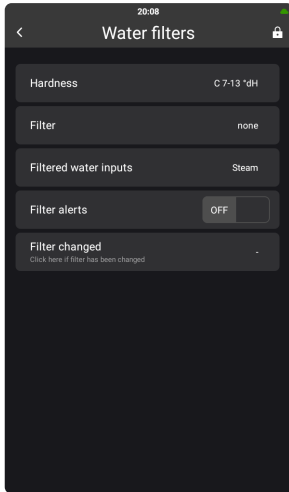 20:08
Water filters
Hardness C 7-13 °dH
Filter none
Filtered water inputs Steam
Filter alerts OFF
Filter changed -
Click here if filter has been changed